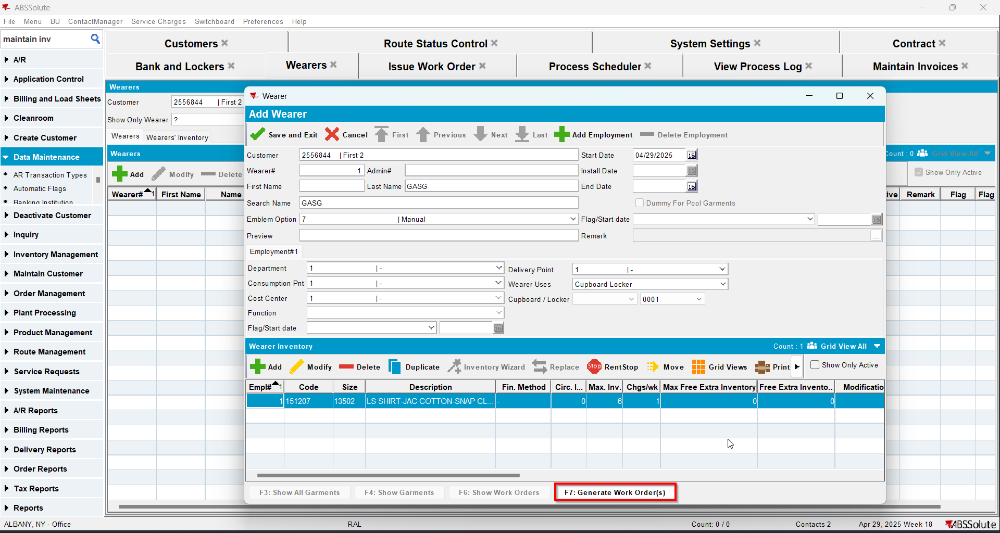 ABSSolute
File Menu BU ContactManager Service Charges Switchboard Preferences Help
maintain inv
Customers Route Status Control System Settings Contract
Bank and Lockers Wearers Issue Work Order Process Scheduler View Process Log Maintain Invoices
A/R
Application Control
Billing and Load Sheets
Cleanroom
Create Customer
Data Maintenance
AR Transaction Types
Automatic Flags
Banking Institution
Deactivate Customer
Inquiry
Inventory Management
Maintain Customer
Order Management
Plant Processing
Product Management
Route Management
Service Requests
System Maintenance
A/R Reports
Billing Reports
Delivery Reports
Order Reports
Tax Reports
Reports
Wearers
Customer 2556844 | First 2
Show Only Wearer ?
Wearers Wearers' Inventory
Wearers
Count : 0 Grid View All
Add Modify Delete
Show Only Active
Wearer# 1 First Name Name
ive Remark Flag Flag
Wearer
Add Wearer
Save and Exit Cancel First Previous Next Last Add Employment Delete Employment
Customer 2556844 | First 2 Start Date 04/29/2025 16
Wearer# 1 Admin# Install Date 16
First Name Last Name GASG End Date 16
Search Name GASG Dummy For Pool Garments
Emblem Option 7 | Manual Flag/Start date 16
Preview Remark ...
Employment#1
Department 1 | - Delivery Point 1 | -
Consumption Pnt 1 | - Wearer Uses Cupboard Locker
Cost Center 1 | - Cupboard / Locker 0001
Function
Flag/Start date 16
Wearer Inventory Count : 1 Grid View All
Add Modify Delete Duplicate Inventory Wizard Replace Stop RentStop Move Grid Views Print Show Only Active
Empl# 1 Code Size Description Fin. Method Circ. I... Max. Inv. Chgs/wk Max Free Extra Inventory Free Extra Invento... Modificatio
1 151207 13502 LS SHIRT-JAC COTTON-SNAP CL... - 0 6 1 0 0
F3: Show All Garments F4: Show Garments F6: Show Work Orders F7: Generate Work Order(s)
ALBANY, NY - Office RAL Count: 0 / 0 Contacts 2 Apr 29, 2025 Week 18 ABSSolute